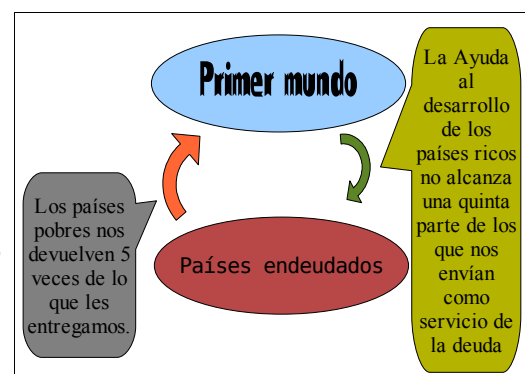 Primer mundo
La Ayuda
al
desarrollo
de los
países ricos
no alcanza
una quinta
parte de los
que nos
envían
como
servicio de
la deuda
Los países
pobres nos
devuelven 5
veces de lo
que les
entregamos.
Países endeudados